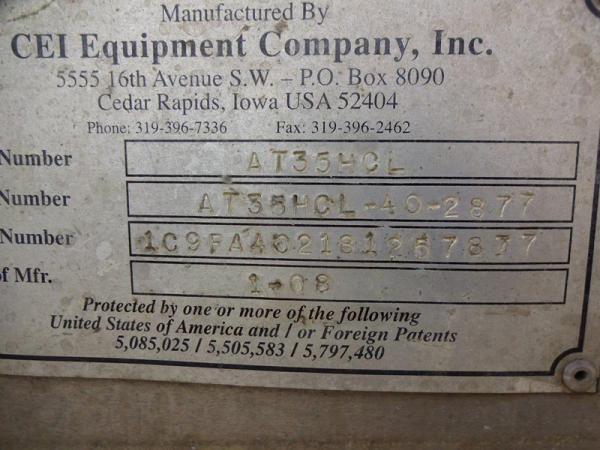 Manufactured By
CEI Equipment Company, Inc.
5555 16th Avenue S.W. – P.O. Box 8090
Cedar Rapids, Iowa USA 52404
Phone: 319-396-7336 Fax: 319-396-2462
Number AT35HCL
Number AT35HCL-40-2877
Number 1C9FA402181257837
of Mfr. 1-08
Protected by one or more of the following
United States of America and / or Foreign Patents
5,085,025 / 5,505,583 / 5,797,480